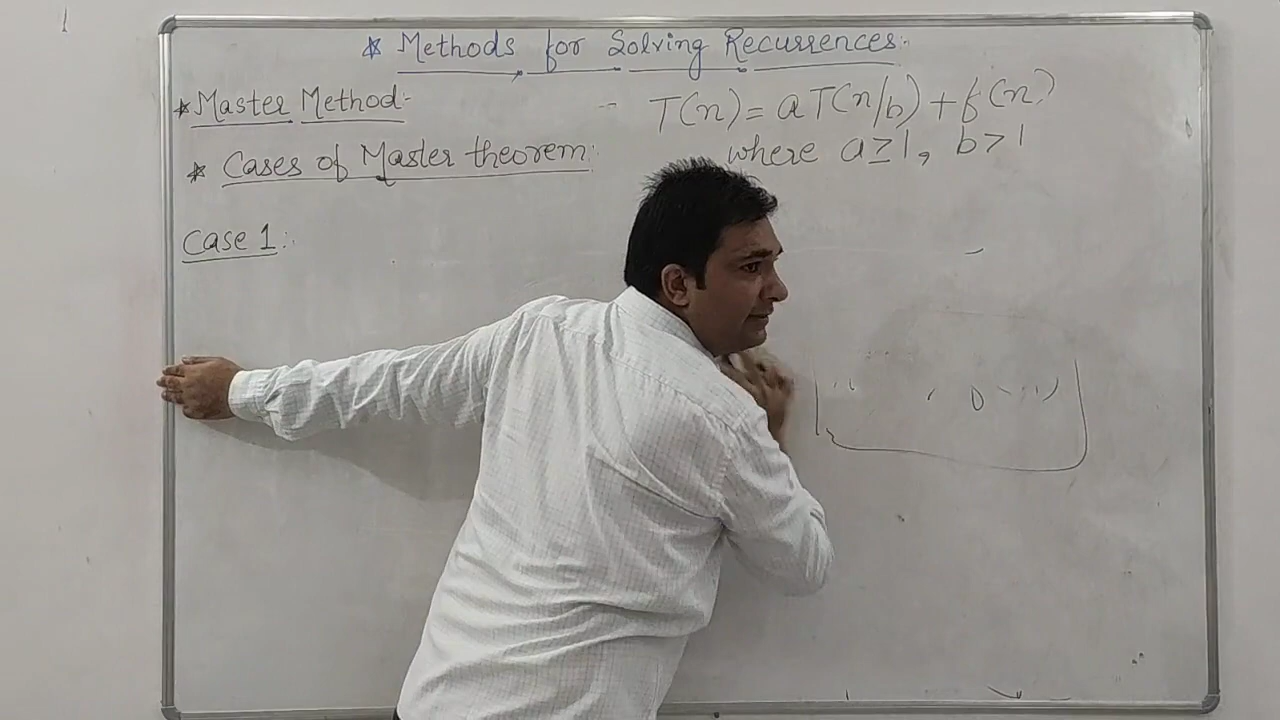 * Methods for Solving Recurrences:-
* Master Method:-
T(n) = aT(n/b) + f(n)
* Cases of Master theorem:
where a≥1, b>1
Case 1:-